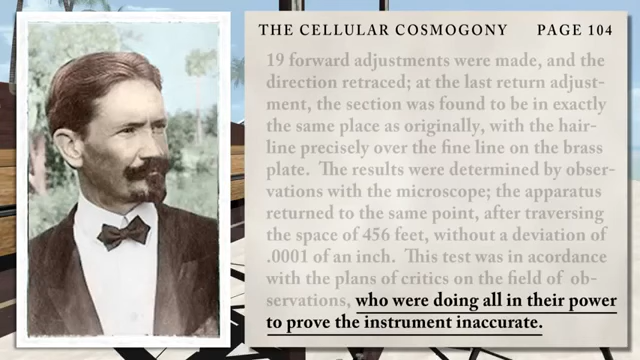 THE CELLULAR COSMOGONY PAGE 104
19 forward adjustments were made, and the
direction retraced; at the last return adjust-
ment, the section was found to be in exactly
the same place as originally, with the hair-
line precisely over the fine line on the brass
plate. The results were determined by obser-
vations with the microscope; the apparatus
returned to the same point, after traversing
the space of 456 feet, without a deviation of
.0001 of an inch. This test was in acordance
with the plans of critics on the field of ob-
servations, who were doing all in their power
to prove the instrument inaccurate.